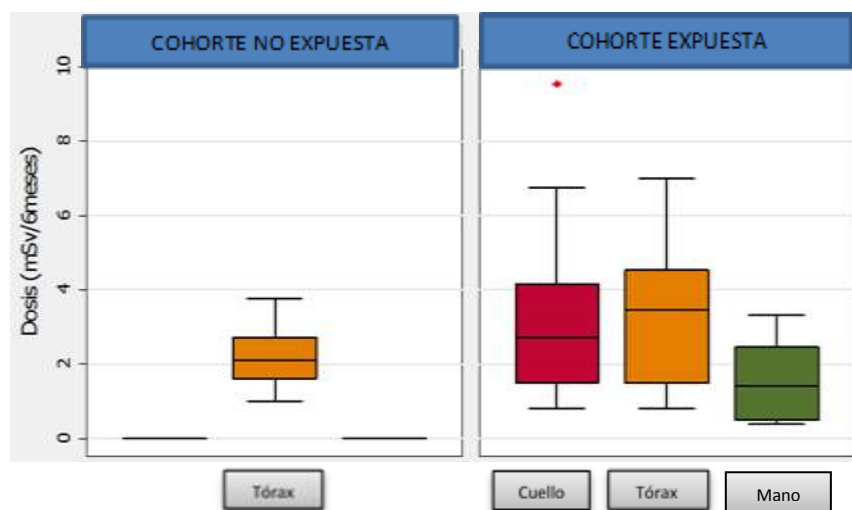 COHORTE NO EXPUESTA
COHORTE EXPUESTA
Dosis (mSv/6meses)
10
8
6
4
2
0
Tórax
Cuello
Tórax
Mano